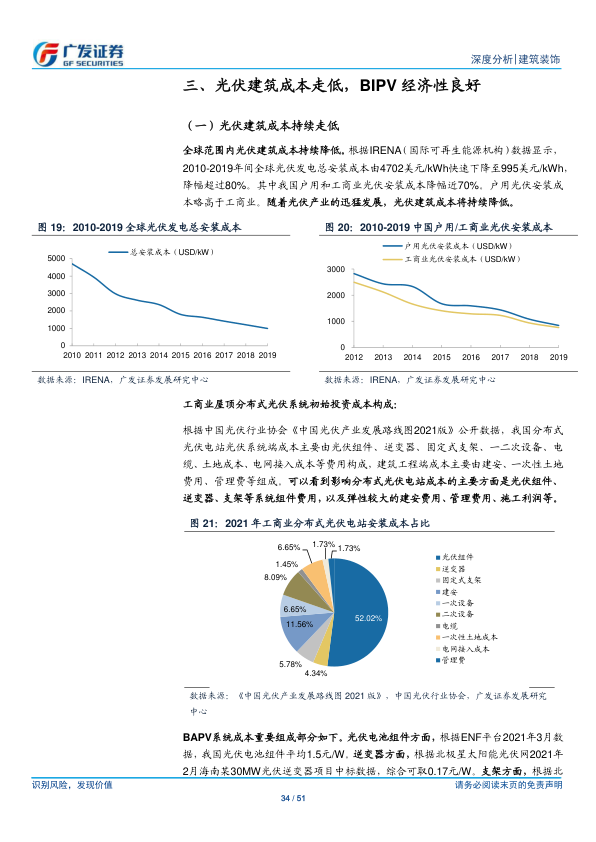 广发证券
GF SECURITIES
深度分析|建筑装饰
三、光伏建筑成本走低，BIPV 经济性良好
（一）光伏建筑成本持续走低
全球范围内光伏建筑成本持续降低。根据IRENA（国际可再生能源机构）数据显示，
2010-2019年间全球光伏发电总安装成本由4702美元/kWh快速下降至995美元/kWh，
降幅超过80%。其中我国户用和工商业光伏安装成本降幅近70%。户用光伏安装成
本略高于工商业。随着光伏产业的迅猛发展，光伏建筑成本将持续降低。
图 19：2010-2019 全球光伏发电总安装成本
总安装成本（USD/kW）
5000
4000
3000
2000
1000
0
2010 2011 2012 2013 2014 2015 2016 2017 2018 2019
数据来源：IRENA，广发证券发展研究中心
图 20：2010-2019 中国户用/工商业光伏安装成本
户用光伏安装成本（USD/kW）
工商业光伏安装成本（USD/kW）
3000
2000
1000
0
2012 2013 2014 2015 2016 2017 2018 2019
数据来源：IRENA，广发证券发展研究中心
工商业屋顶分布式光伏系统初始投资成本构成：
根据中国光伏行业协会《中国光伏产业发展路线图2021版》公开数据，我国分布式
光伏电站光伏系统端成本主要由光伏组件、逆变器、固定式支架、一二次设备、电
缆、土地成本、电网接入成本等费用构成，建筑工程端成本主要由建安、一次性土地
费用、管理费等组成。可以看到影响分布式光伏电站成本的主要方面是光伏组件、
逆变器、支架等系统组件费用，以及弹性较大的建安费用、管理费用、施工利润等。
图 21：2021 年工商业分布式光伏电站安装成本占比
52.02%
4.34%
5.78%
11.56%
6.65%
8.09%
1.45%
6.65%
1.73%
1.73%
光伏组件
逆变器
固定式支架
建安
一次设备
二次设备
电缆
一次性土地成本
电网接入成本
管理费
数据来源：《中国光伏产业发展路线图 2021 版》、中国光伏行业协会、广发证券发展研究
中心
BAPV系统成本重要组成部分如下。光伏电池组件方面，根据ENF平台2021年3月数
据，我国光伏电池组件平均1.5元/W。逆变器方面，根据北极星太阳能光伏网2021年
2月海南某30MW光伏逆变器项目中标数据，综合可取0.17元/W。支架方面，根据北
识别风险，发现价值
请务必阅读末页的免责声明
34 / 51